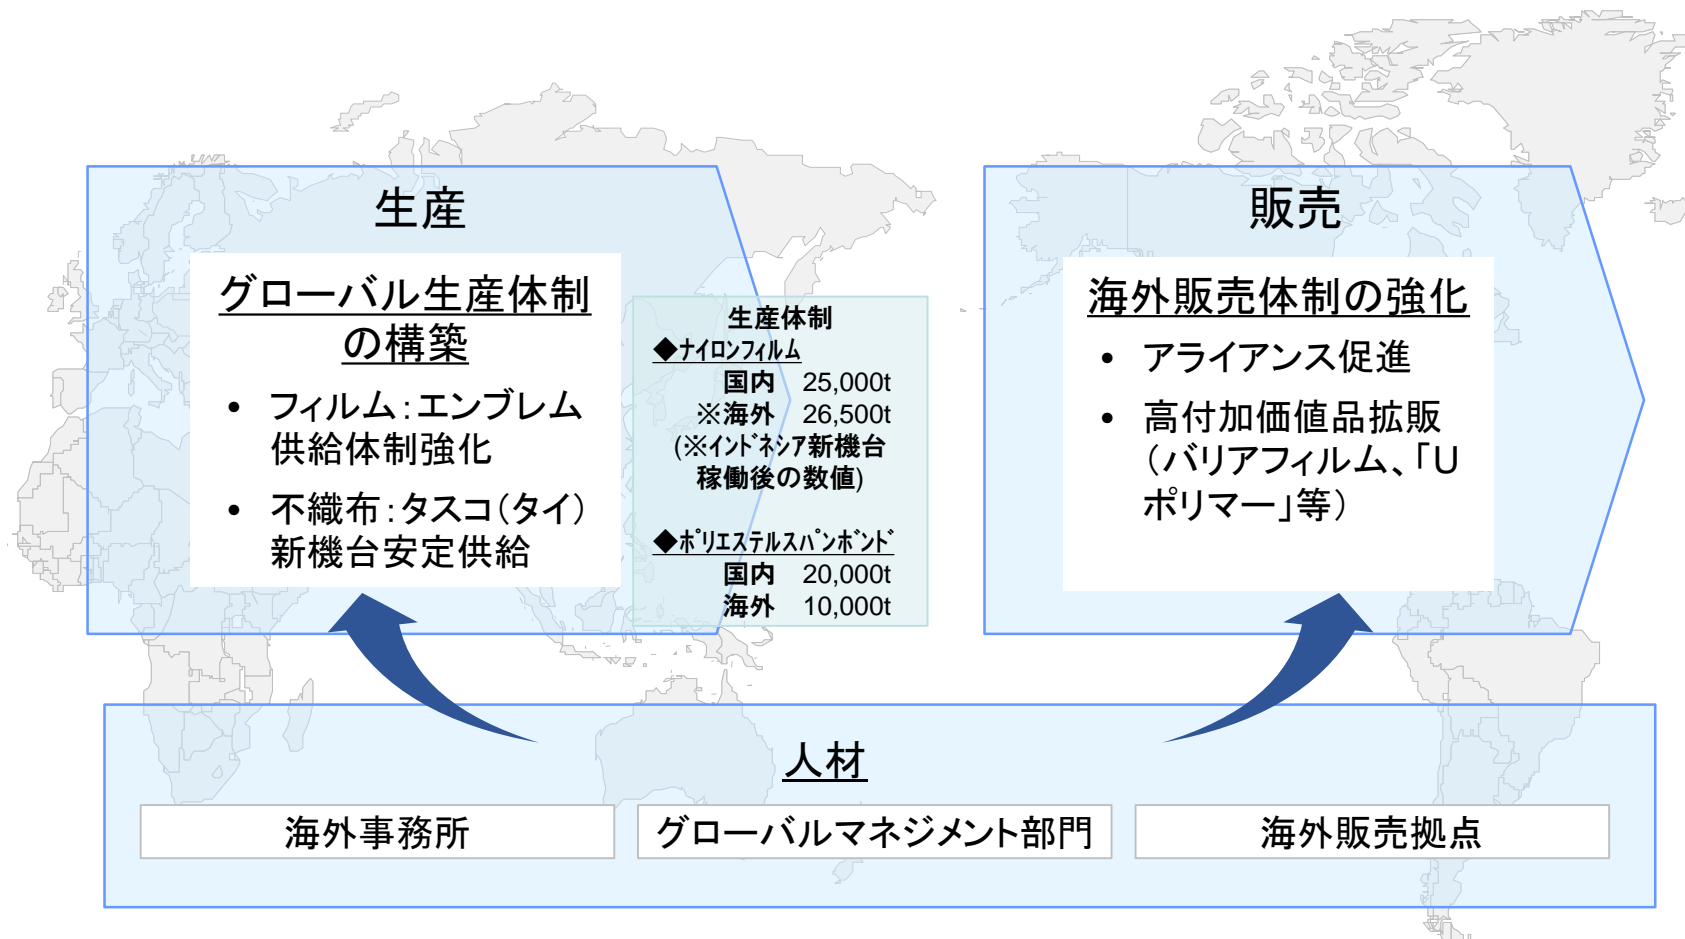 生産
グローバル生産体制
の構築
• フィルム：エンブレム
供給体制強化
• 不織布：タスコ（タイ）
新機台安定供給
生産体制
◆ﾅｲﾛﾝﾌｨﾙﾑ
国内 25,000t
※海外 26,500t
(※ｲﾝﾄﾞﾈｼｱ新機台
稼働後の数値)
◆ﾎﾟﾘｴｽﾃﾙｽﾊﾟﾝﾎﾞﾝﾄﾞ
国内 20,000t
海外 10,000t
販売
海外販売体制の強化
• アライアンス促進
• 高付加価値品拡販
（バリアフィルム、「Ｕ
ポリマー」等）
人材
海外事務所
グローバルマネジメント部門
海外販売拠点